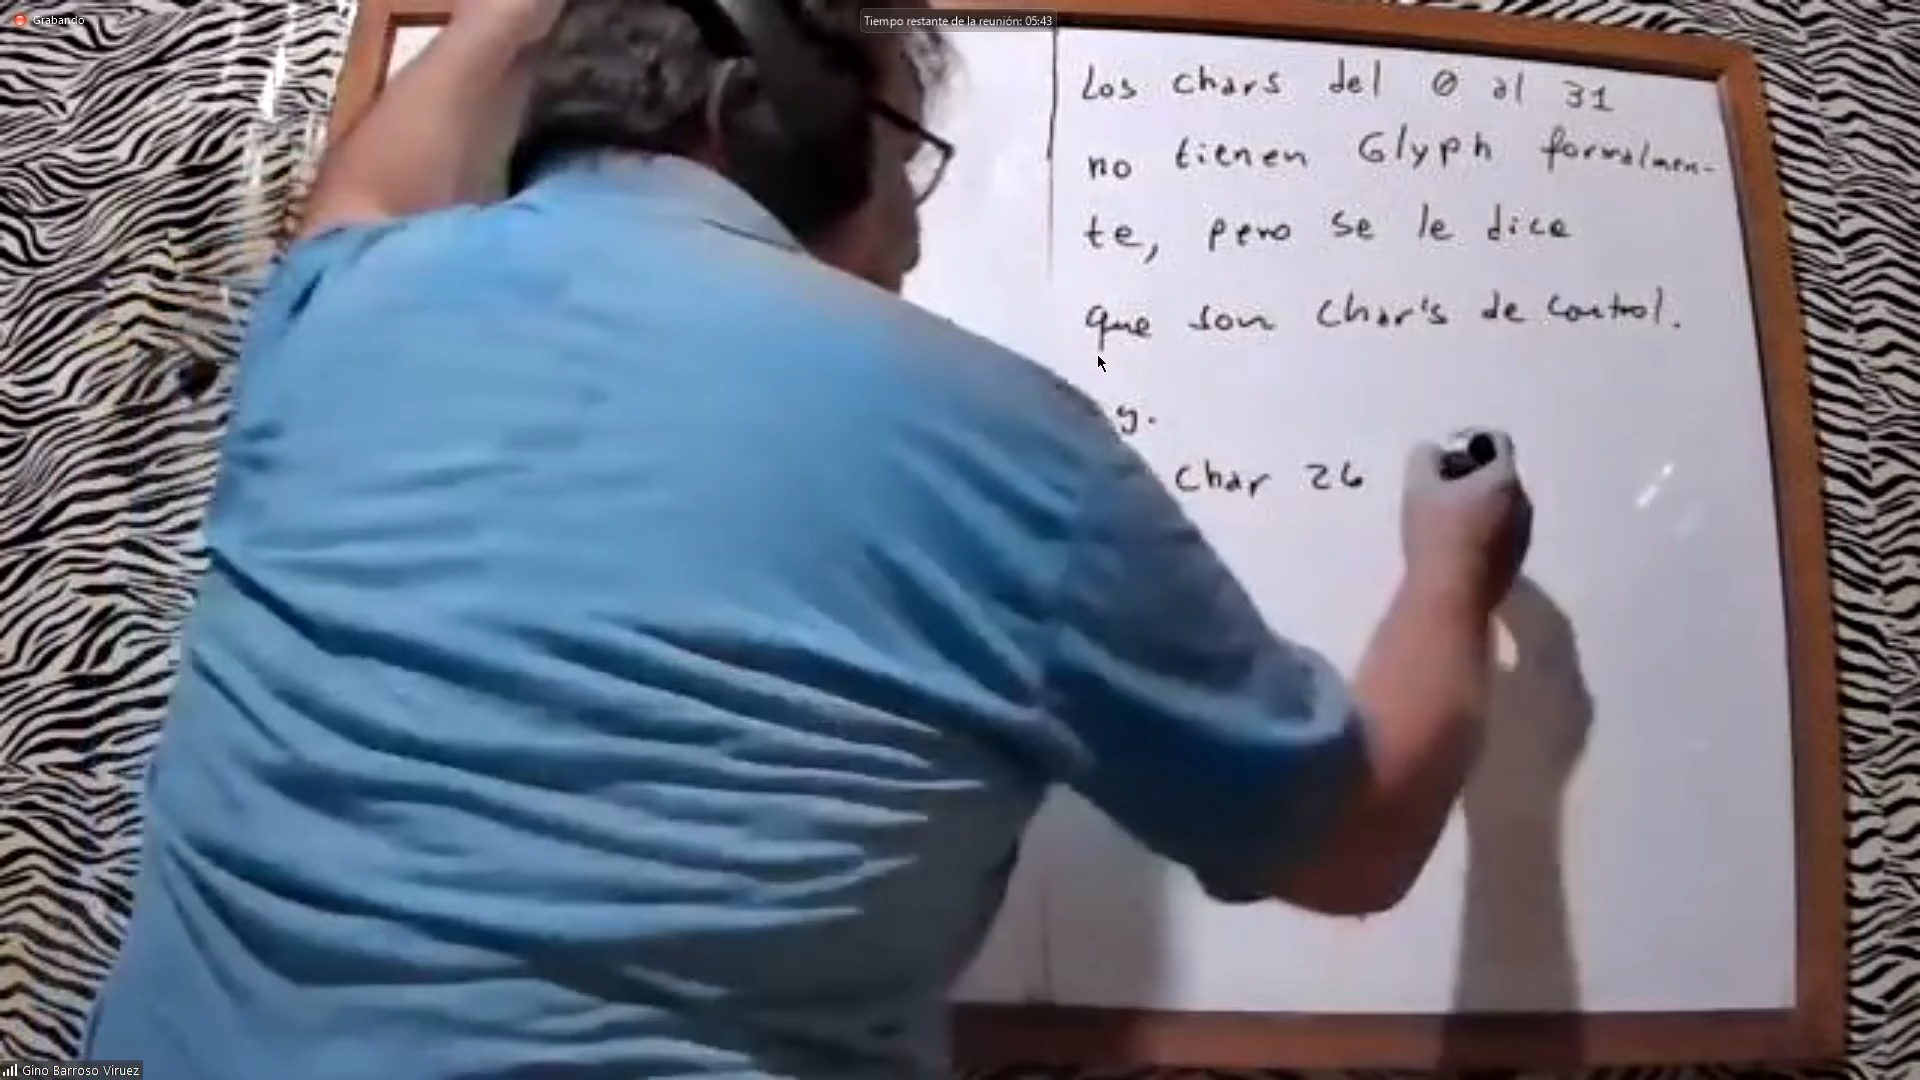 Grabando
Tiempo restante de la reunión: 05:43
Los chars del 0 al 31
no tienen Glyph formalmen-
te, pero se le dice
que son char's de control.
g.
Char 26
Gino Barroso Viruez